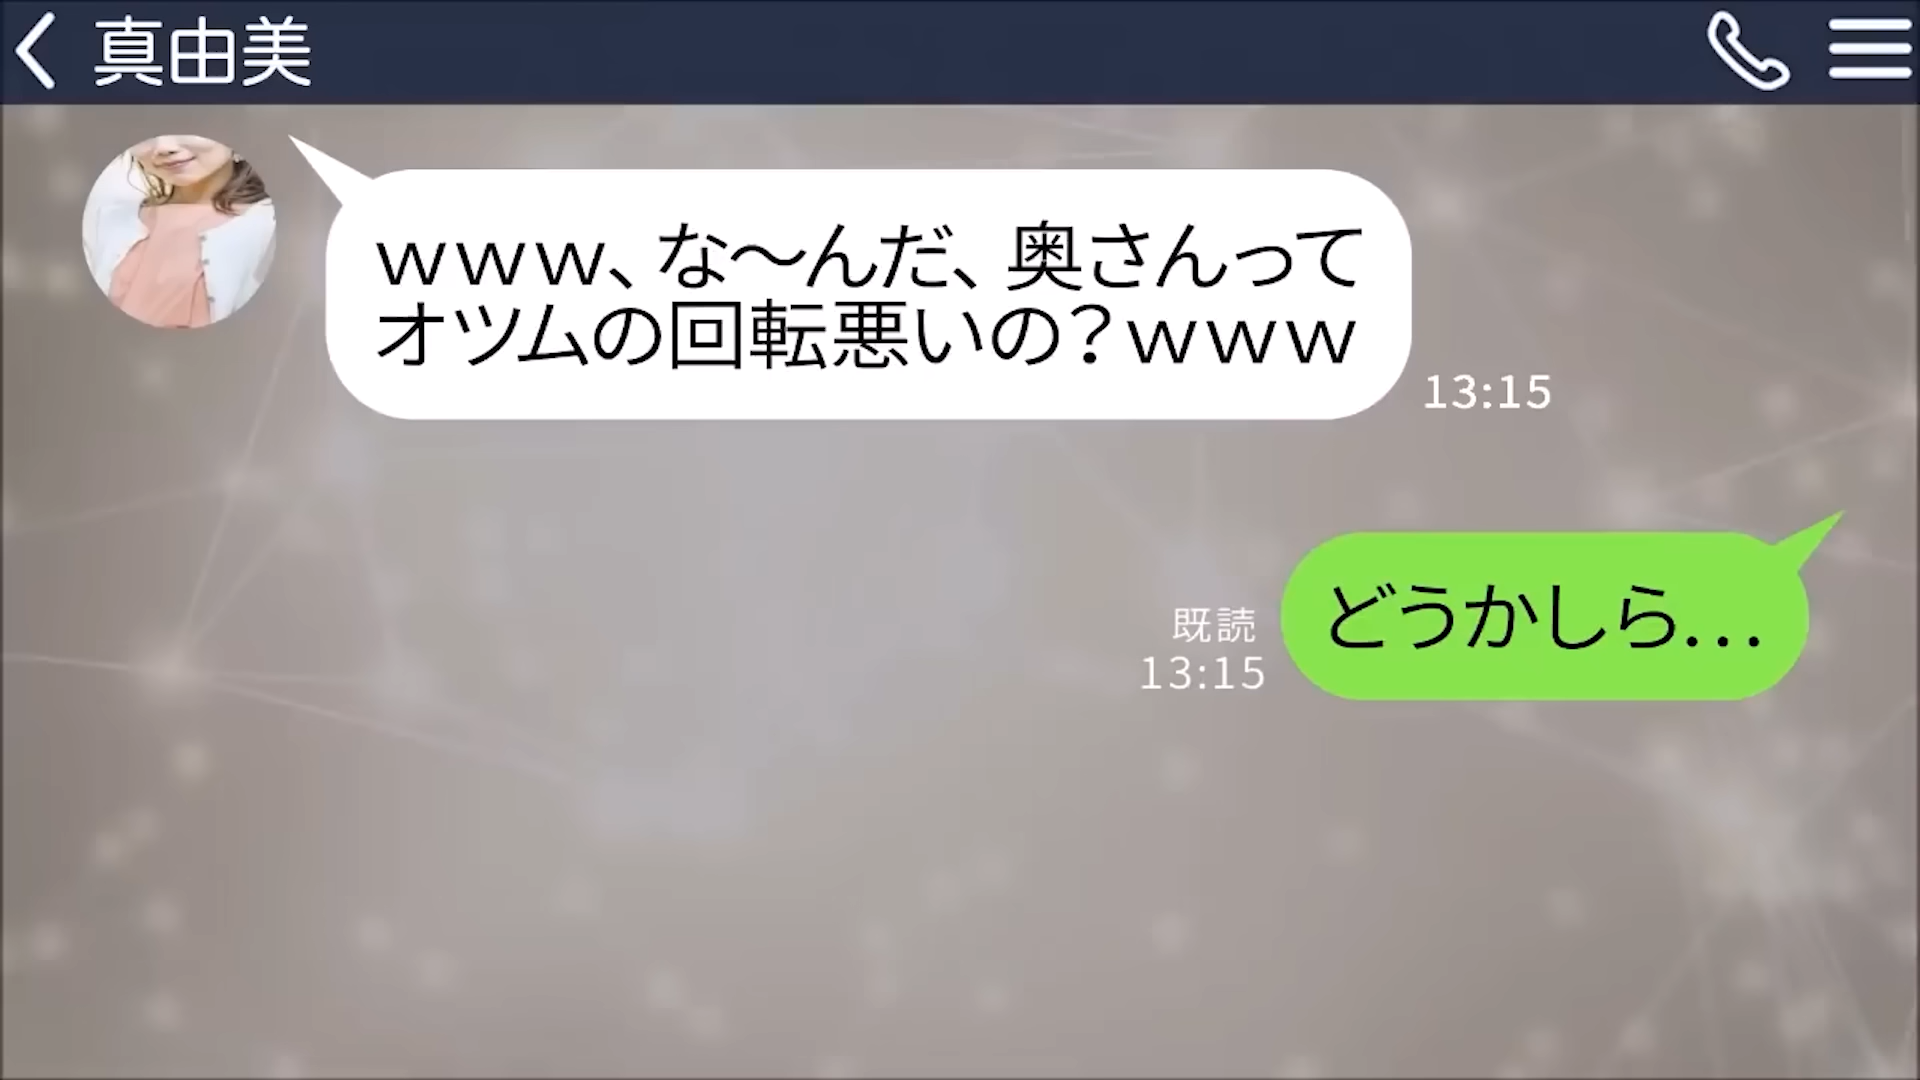 真由美
ｗｗｗ、な〜んだ、奥さんって
オツムの回転悪いの？ｗｗｗ
13:15
どうかしら...
既読
13:15